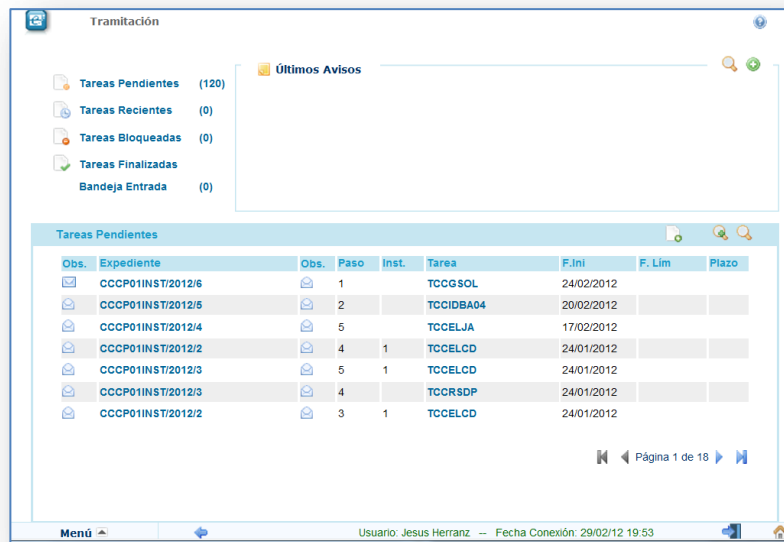 Tramitación
Tareas Pendientes (120)
Tareas Recientes (0)
Tareas Bloqueadas (0)
Tareas Finalizadas
Bandeja Entrada (0)
Últimos Avisos
Tareas Pendientes
Obs. Expediente Obs. Paso Inst. Tarea F.Ini F. Lim Plazo
CCCP01INST/2012/6 1 TCCGSOL 24/02/2012
CCCP01INST/2012/5 2 TCCIDBA04 20/02/2012
CCCP01INST/2012/4 5 TCCELJA 17/02/2012
CCCP01INST/2012/2 4 1 TCCELCD 24/01/2012
CCCP01INST/2012/3 5 1 TCCELCD 24/01/2012
CCCP01INST/2012/3 4 TCCRSDP 24/01/2012
CCCP01INST/2012/2 3 1 TCCELCD 24/01/2012
Página 1 de 18
Menú Usuario: Jesus Herranz -- Fecha Conexión: 29/02/12 19:53